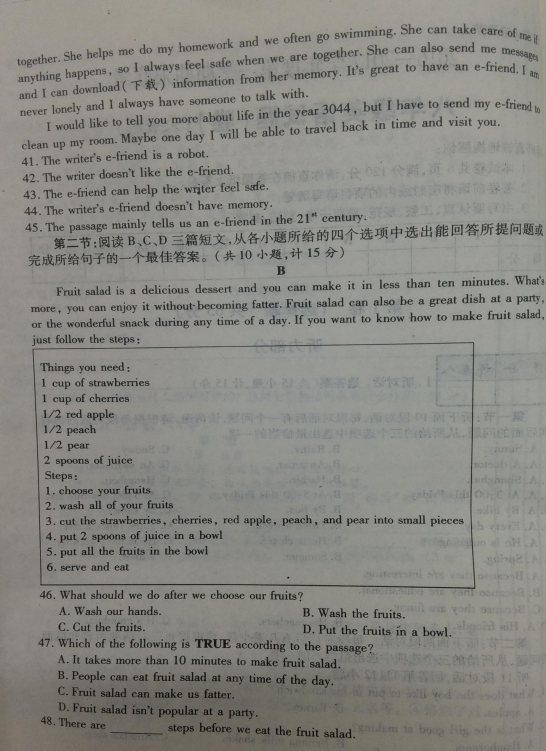 together. She helps me do my homework and we often go swimming. She can take care of me if
anything happens, so I always feel safe when we are together. She can also send me messages
and I can download(下载) information from her memory. It's great to have an e-friend. I am
never lonely and I always have someone to talk with.
I would like to tell you more about life in the year 3044, but I have to send my e-friend to
clean up my room. Maybe one day I will be able to travel back in time and visit you.
41. The writer's e-friend is a robot.
42. The writer doesn't like the e-friend.
43. The e-friend can help the writer feel safe.
44. The writer's e-friend doesn't have memory.
45. The passage mainly tells us an e-friend in the 21st century.
第二节:阅读B、C、D三篇短文,从各小题所给的四个选项中选出能回答所提问题或
完成所给句子的一个最佳答案。(共10小题,计15分)
B
Fruit salad is a delicious dessert and you can make it in less than ten minutes. What's
more, you can enjoy it without becoming fatter. Fruit salad can also be a great dish at a party,
or the wonderful snack during any time of a day. If you want to know how to make fruit salad,
just follow the steps:
Things you need:
1 cup of strawberries
1 cup of cherries
1/2 red apple
1/2 peach
1/2 pear
2 spoons of juice
Steps:
1. choose your fruits
2. wash all of your fruits
3. cut the strawberries, cherries, red apple, peach, and pear into small pieces
4. put 2 spoons of juice in a bowl
5. put all the fruits in the bowl
6. serve and eat
46. What should we do after we choose our fruits?
A. Wash our hands. B. Wash the fruits.
C. Cut the fruits. D. Put the fruits in a bowl.
47. Which of the following is TRUE according to the passage?
A. It takes more than 10 minutes to make fruit salad.
B. People can eat fruit salad at any time of the day.
C. Fruit salad can make us fatter.
D. Fruit salad isn't popular at a party.
48. There are ________ steps before we eat the fruit salad.